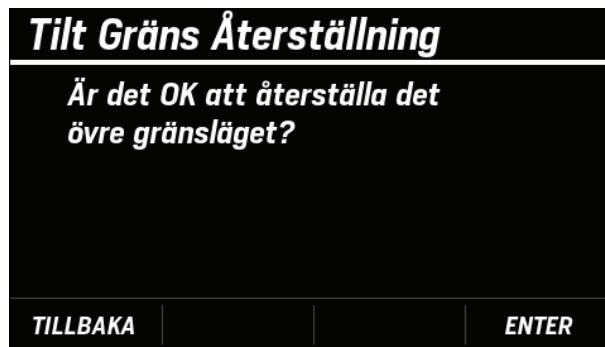 Tilt Gräns Återställning
Är det OK att återställa det
övre gränsläget?
TILLBAKA ENTER